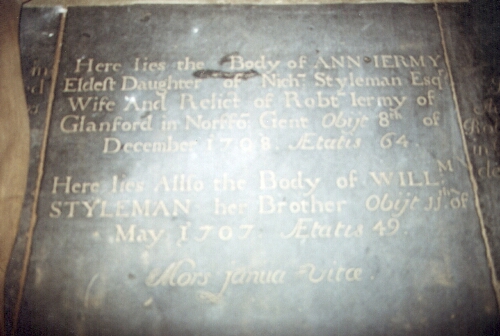 Here lies the Body of ANN IERMY
Eldest Daughter of Nich: Styleman Esq
Wife And Relict of Robt Iermy of
Glanford in Norffo: Gent Obijt 8th of
December 1708 Ætatis 64.
Here lies Allso the Body of WILLM
STYLEMAN her Brother Obijt 11th of
May 1707 Ætatis 49
Mors janua vitæ.